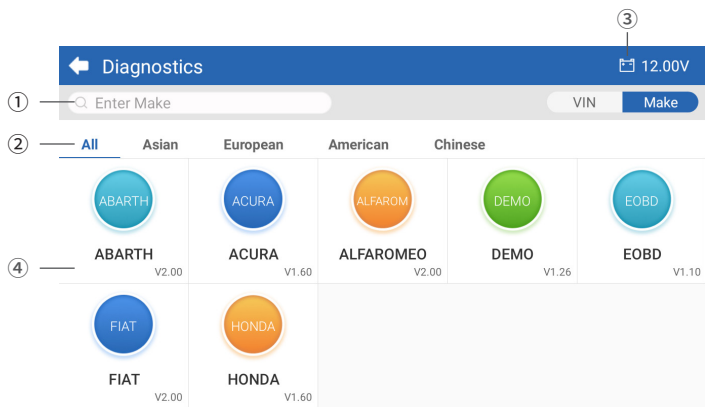 ③
Diagnostics 12.00V
① Enter Make VIN Make
② All Asian European American Chinese
ABARTH ACURA ALFAROM DEMO EOBD
ABARTH ACURA ALFAROMEO DEMO EOBD
④ V2.00 V1.60 V2.00 V1.26 V1.10
FIAT HONDA
FIAT HONDA
V2.00 V1.60